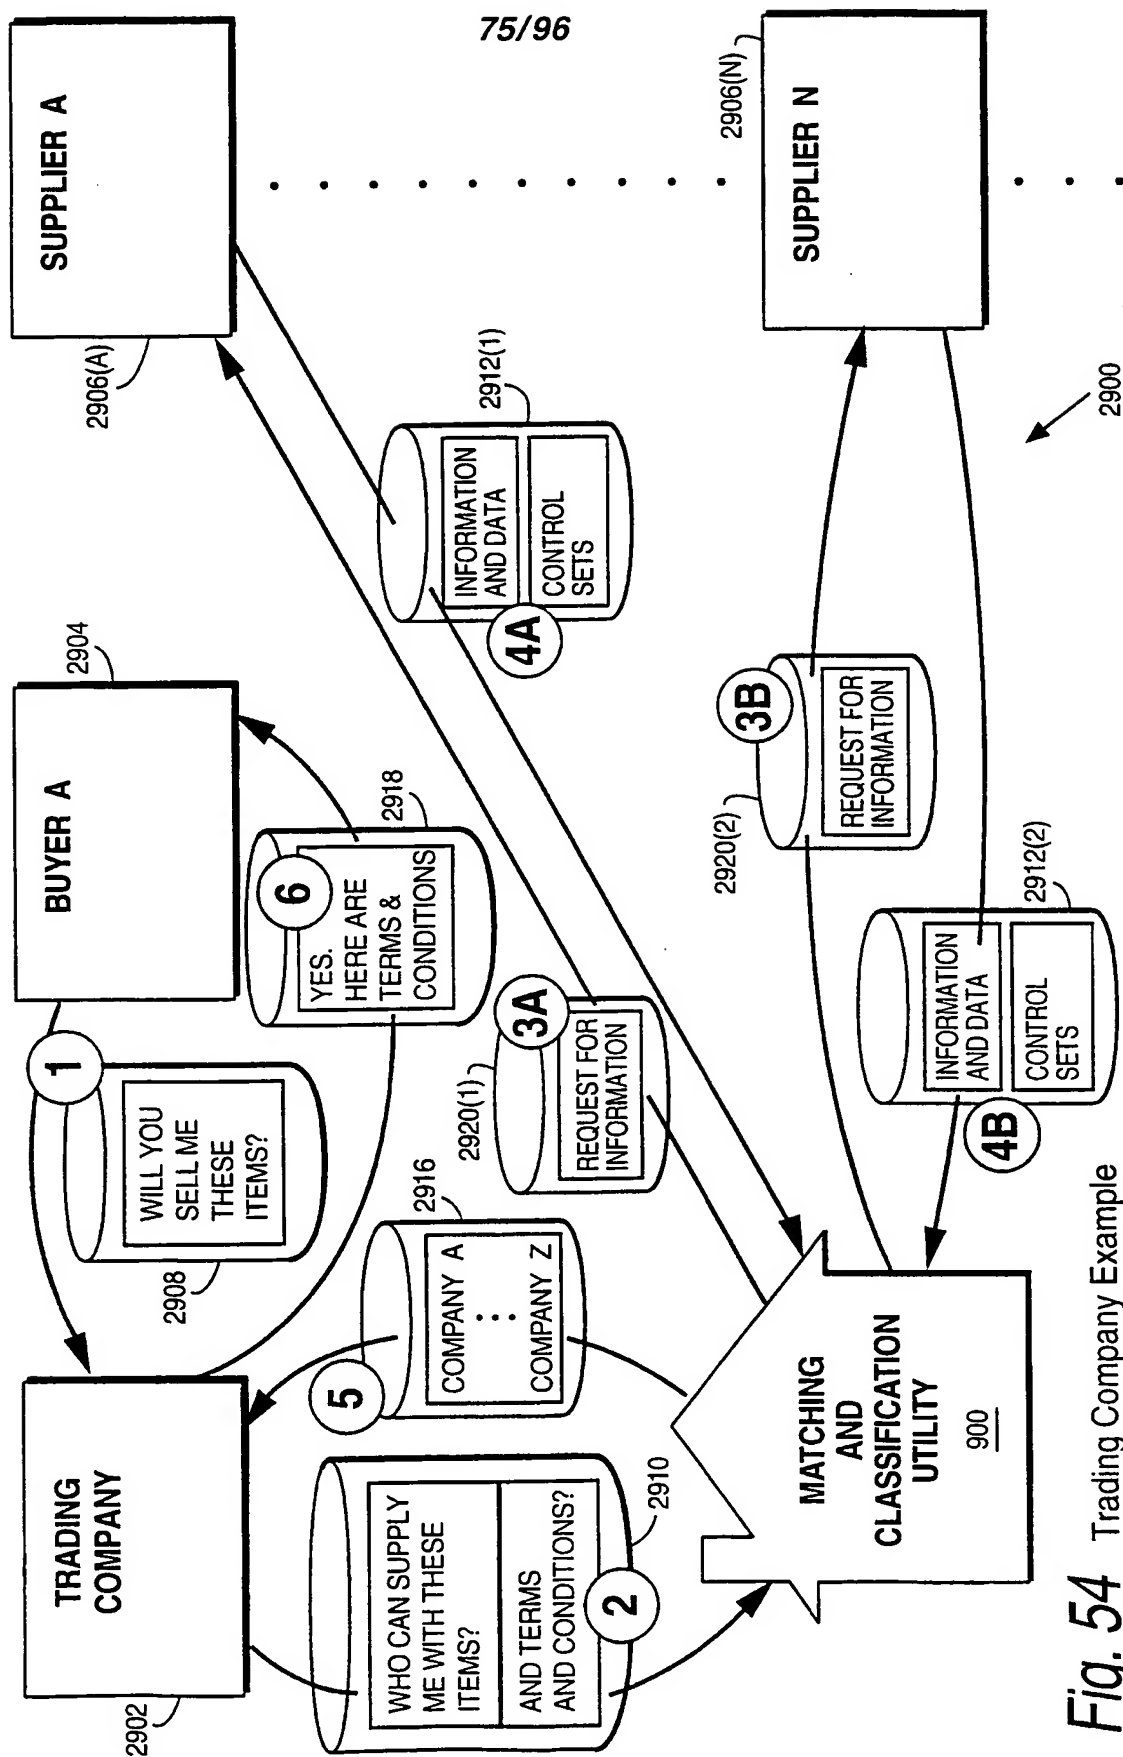 75/96
TRADING
COMPANY
2902
BUYER A
2904
SUPPLIER A
2906(A)
1
WILL YOU
SELL ME
THESE
ITEMS?
2908
6
YES.
HERE ARE
TERMS &
CONDITIONS
2918
5
COMPANY A
⋮
COMPANY Z
2916
WHO CAN SUPPLY
ME WITH THESE
ITEMS?
AND TERMS
AND CONDITIONS?
2
2910
3A
REQUEST FOR
INFORMATION
2920(1)
4A
INFORMATION
AND DATA
CONTROL
SETS
2912(1)
MATCHING
AND
CLASSIFICATION
UTILITY
900
3B
REQUEST FOR
INFORMATION
2920(2)
4B
INFORMATION
AND DATA
CONTROL
SETS
2912(2)
SUPPLIER N
2906(N)
2900
Fig. 54 Trading Company Example